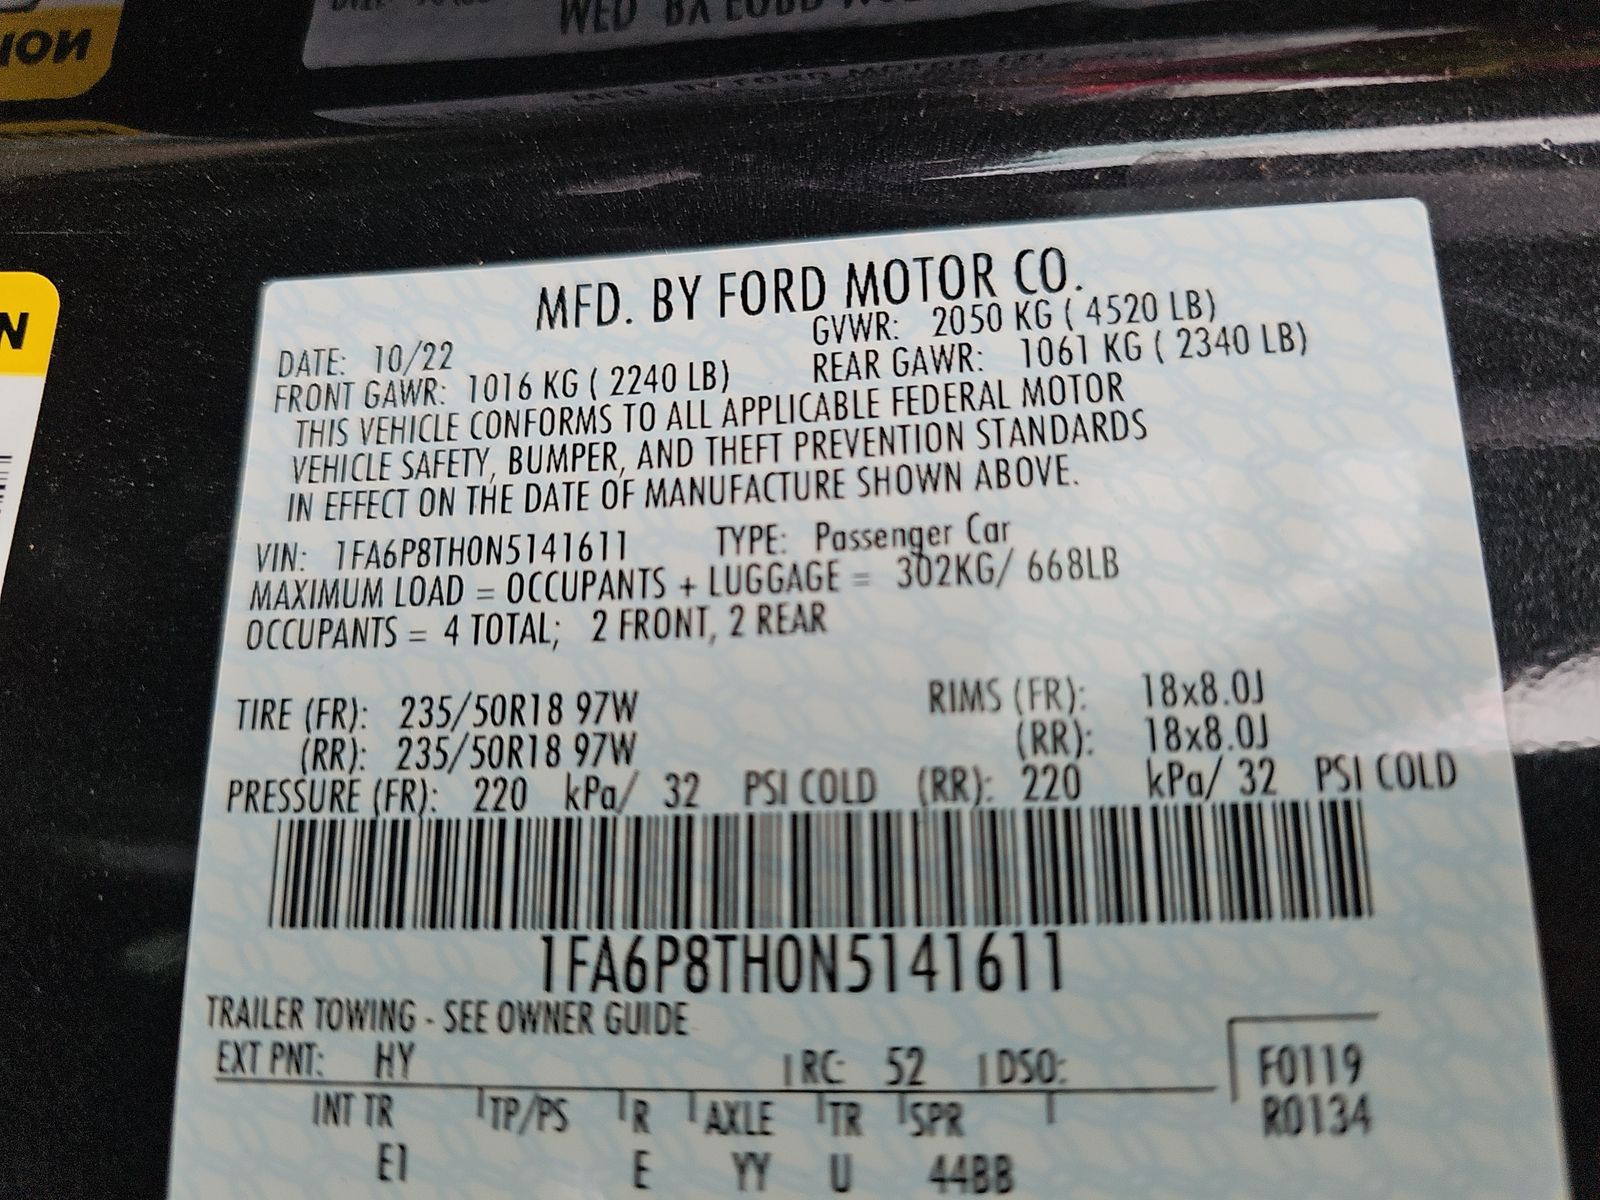 MFD. BY FORD MOTOR CO.
DATE: 10/22 GVWR: 2050 KG ( 4520 LB)
FRONT GAWR: 1016 KG ( 2240 LB) REAR GAWR: 1061 KG ( 2340 LB)
THIS VEHICLE CONFORMS TO ALL APPLICABLE FEDERAL MOTOR
VEHICLE SAFETY, BUMPER, AND THEFT PREVENTION STANDARDS
IN EFFECT ON THE DATE OF MANUFACTURE SHOWN ABOVE.
VIN: 1FA6P8TH0N5141611 TYPE: Passenger Car
MAXIMUM LOAD = OCCUPANTS + LUGGAGE = 302KG/ 668LB
OCCUPANTS = 4 TOTAL; 2 FRONT, 2 REAR
TIRE (FR): 235/50R18 97W RIMS (FR): 18x8.0J
(RR): 235/50R18 97W (RR): 18x8.0J
PRESSURE (FR): 220 kPa/ 32 PSI COLD (RR): 220 kPa/ 32 PSI COLD
1FA6P8TH0N5141611
TRAILER TOWING - SEE OWNER GUIDE
EXT PNT: HY RC: 52 DSO: F0119
INT TR TP/PS R AXLE TR SPR R0134
E1 E YY U 44BB